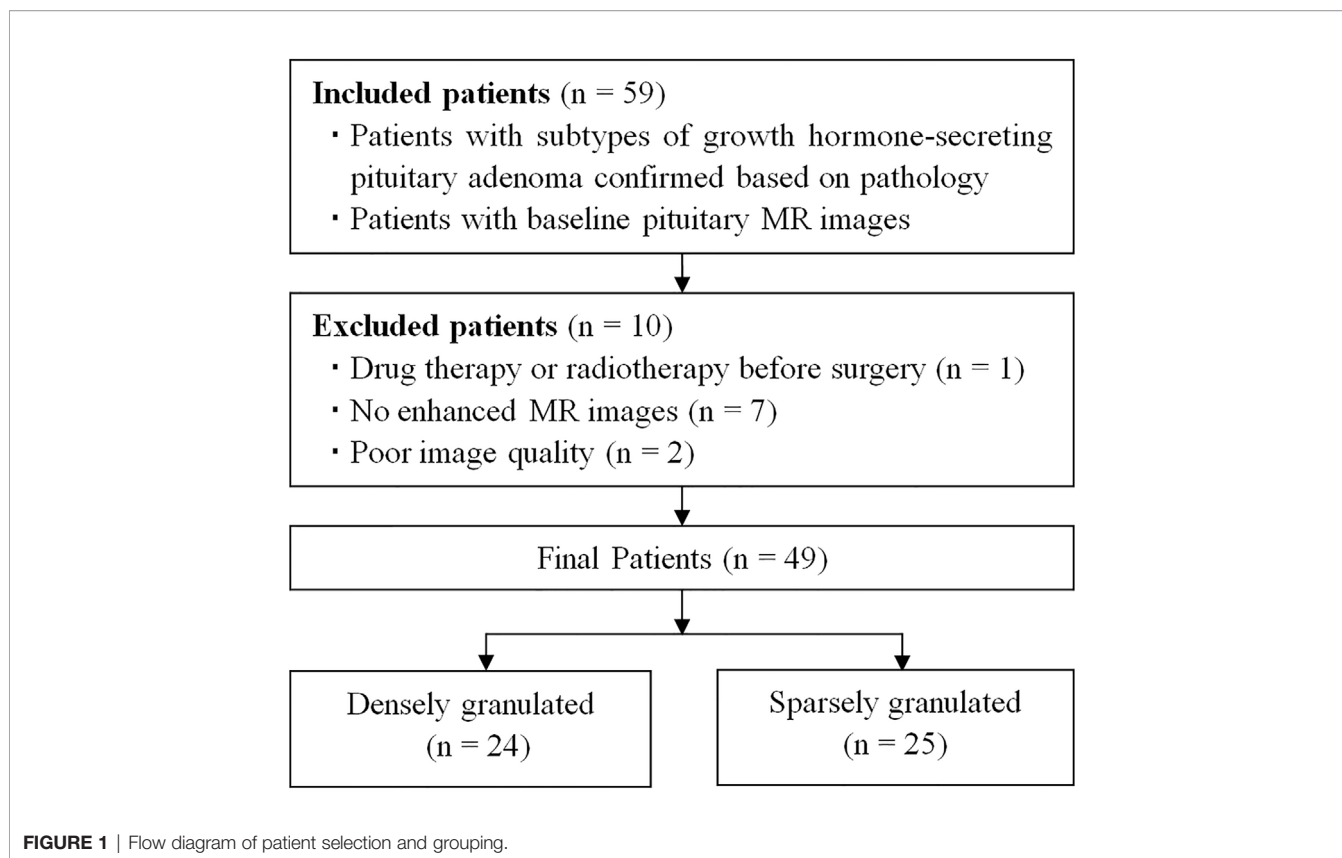 Included patients (n = 59)
· Patients with subtypes of growth hormone-secreting
pituitary adenoma confirmed based on pathology
· Patients with baseline pituitary MR images
Excluded patients (n = 10)
· Drug therapy or radiotherapy before surgery (n = 1)
· No enhanced MR images (n = 7)
· Poor image quality (n = 2)
Final Patients (n = 49)
Densely granulated
(n = 24)
Sparsely granulated
(n = 25)
FIGURE 1 | Flow diagram of patient selection and grouping.